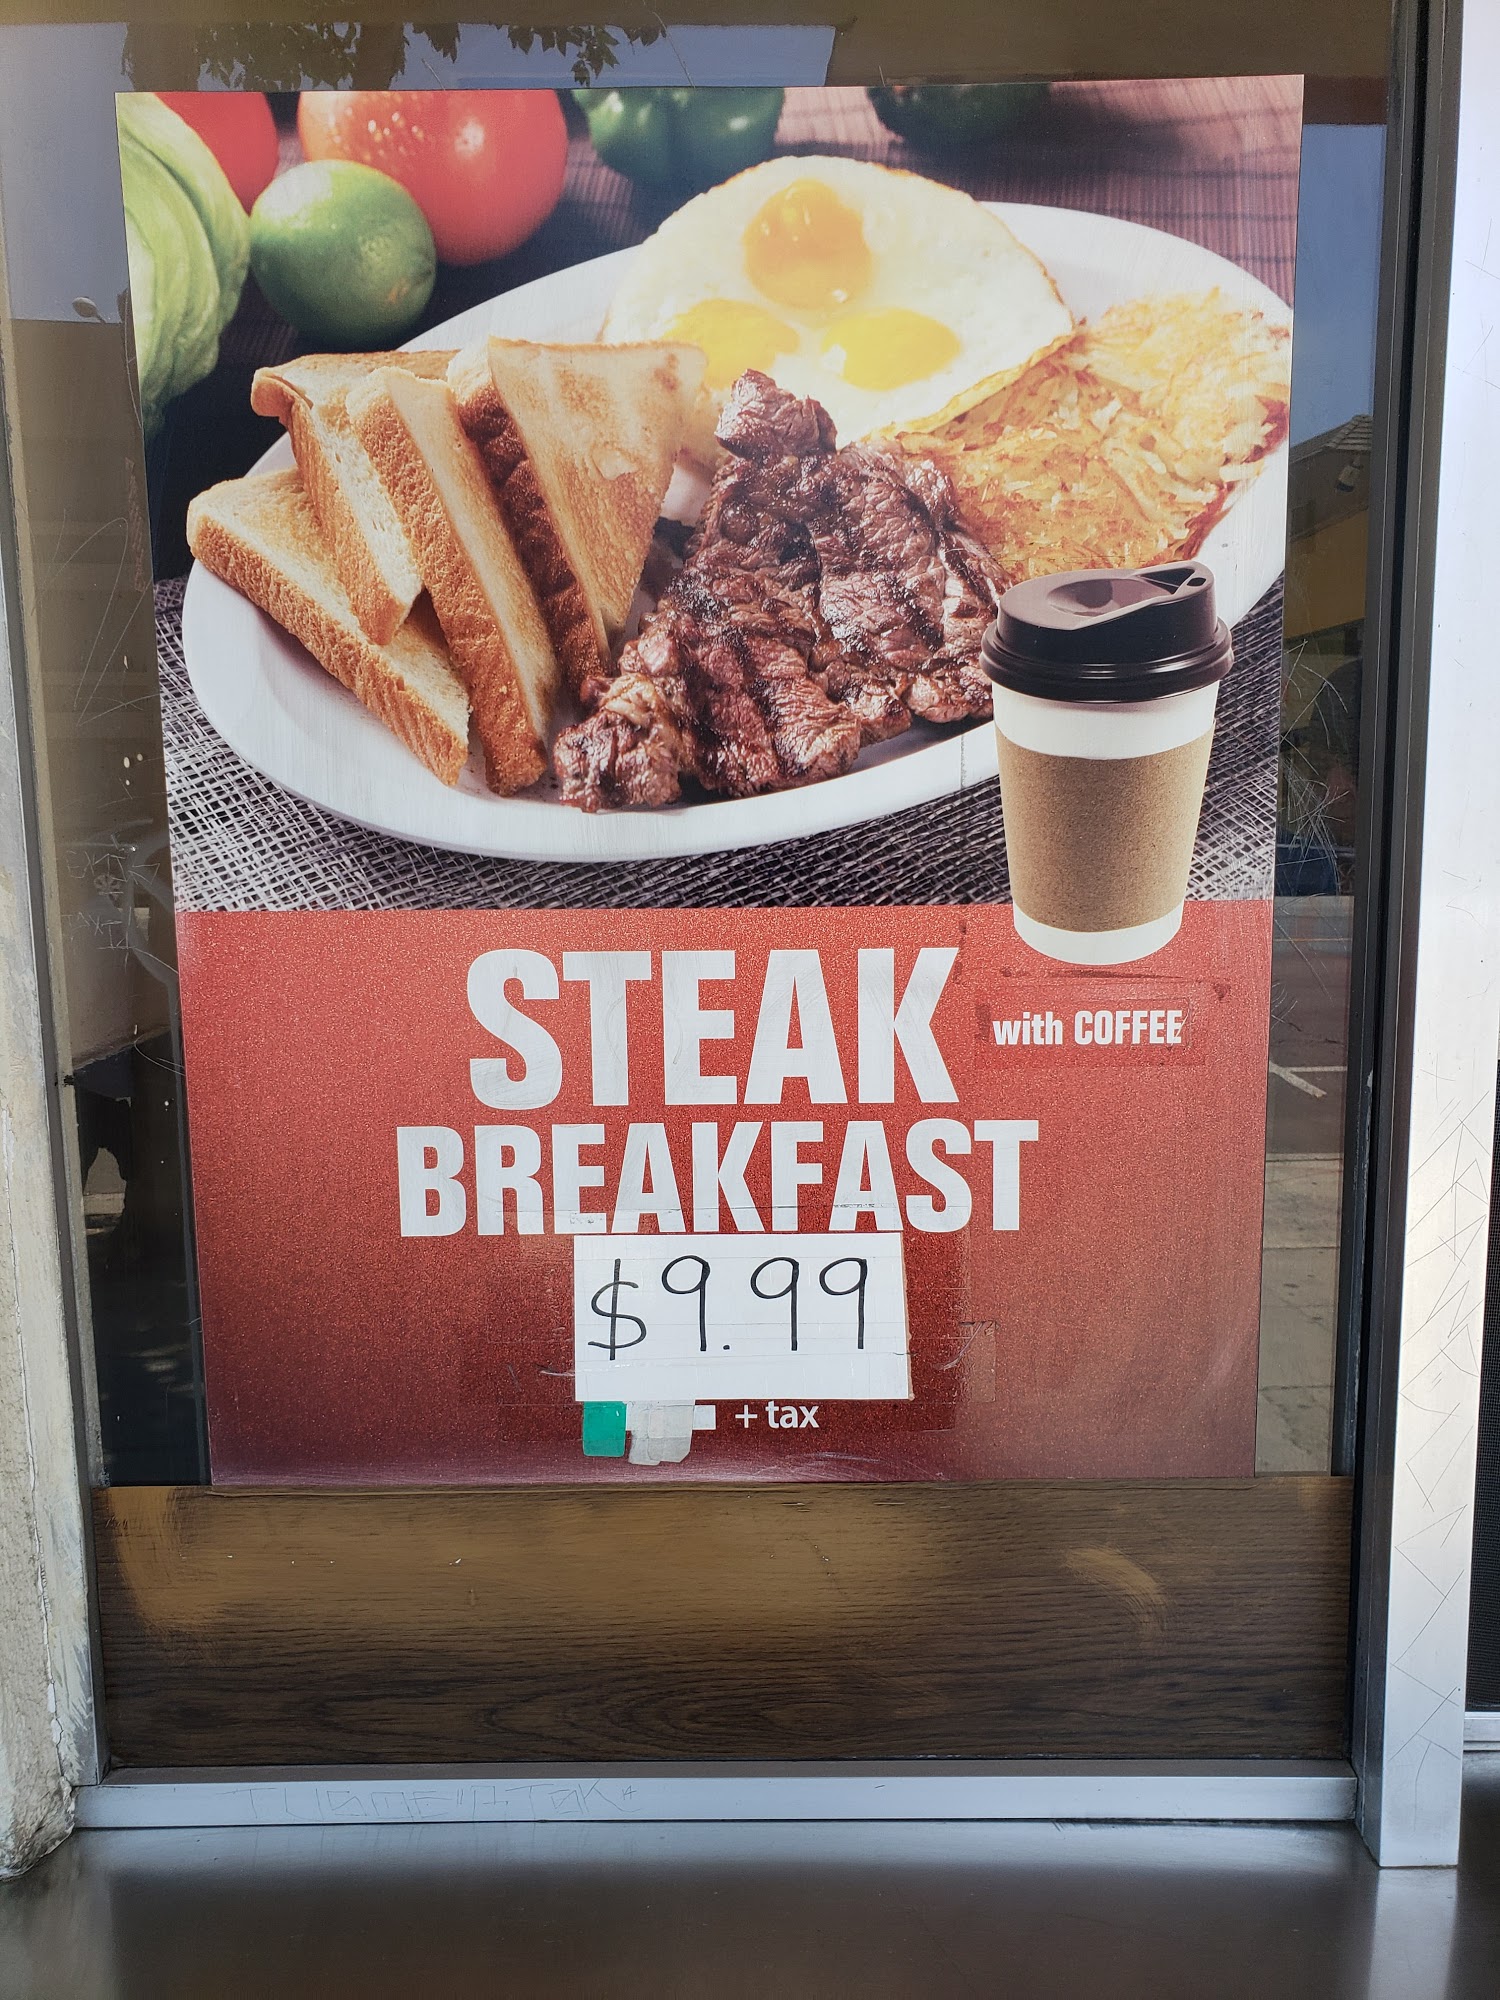 STEAK
with COFFEE
BREAKFAST
$9.99
+ tax